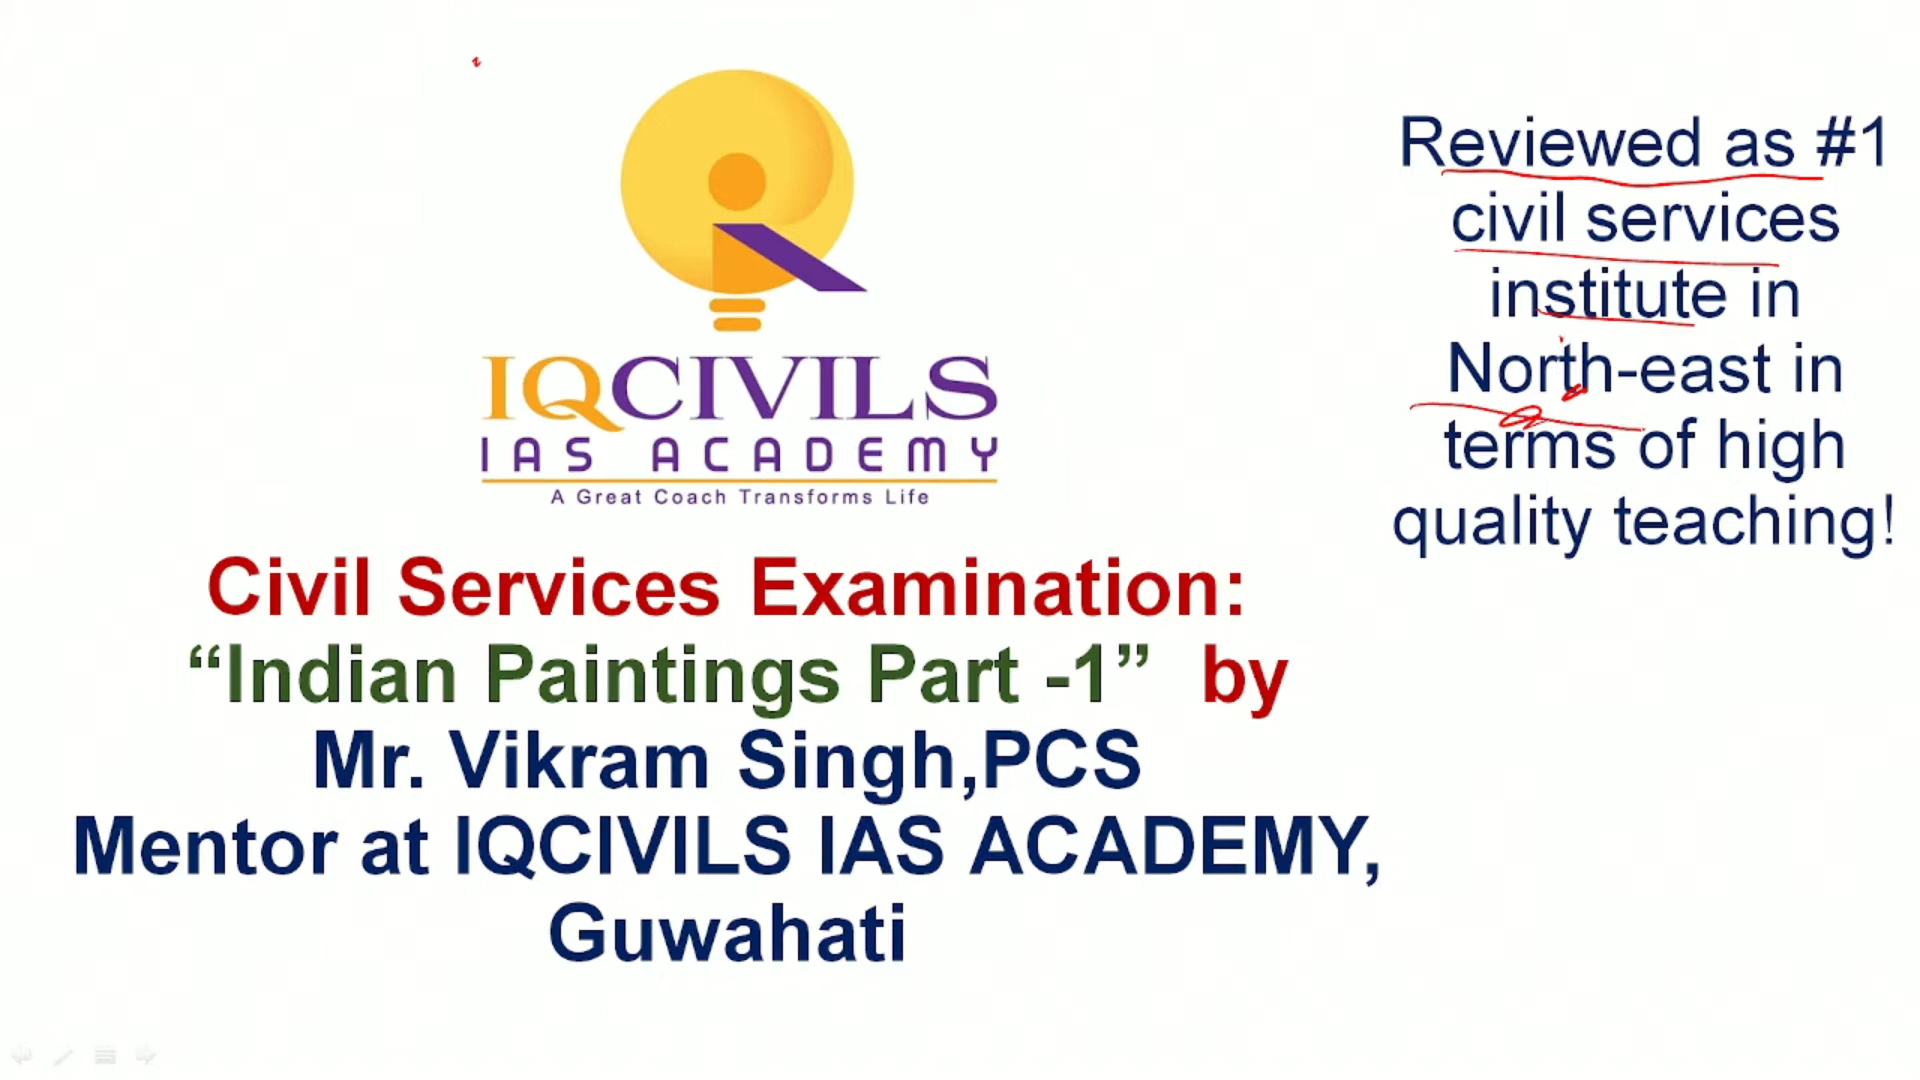 IQCIVILS
IAS ACADEMY
A Great Coach Transforms Life
Reviewed as #1
civil services
institute in
North-east in
terms of high
quality teaching!
Civil Services Examination:
“Indian Paintings Part -1” by
Mr. Vikram Singh,PCS
Mentor at IQCIVILS IAS ACADEMY,
Guwahati